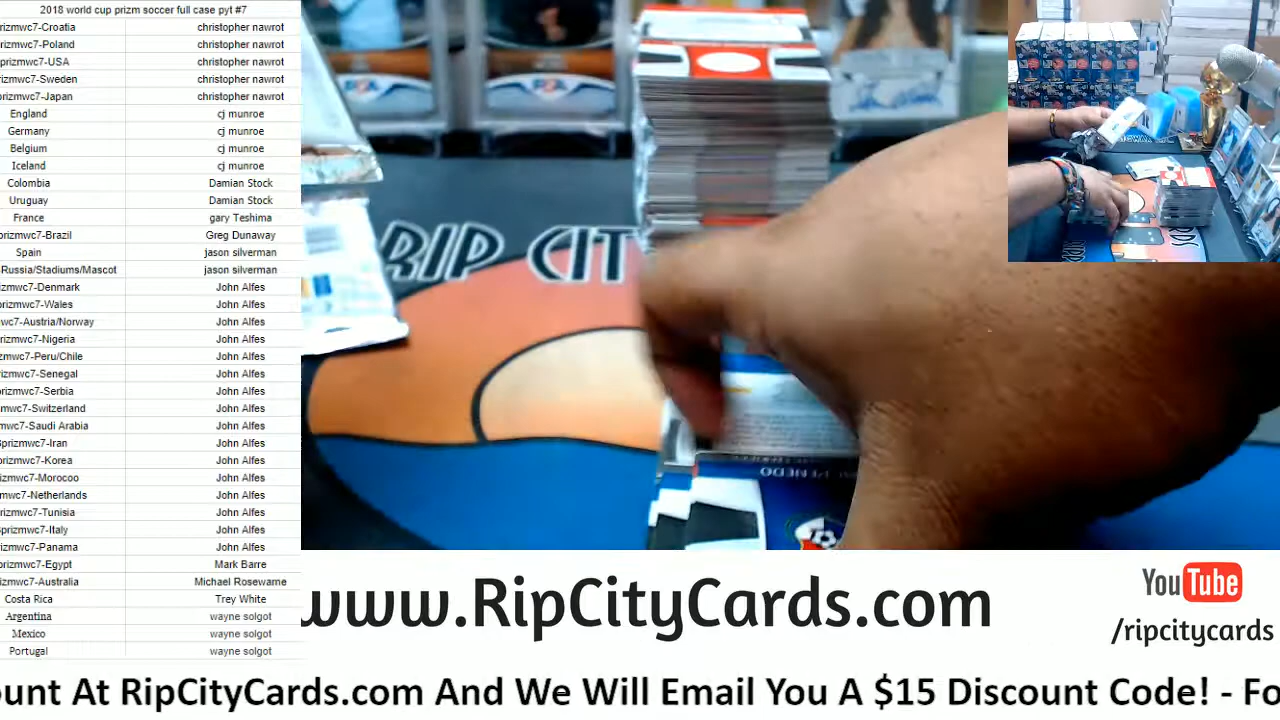 2018 world cup prizm soccer full case pyt #7
rizmwc7-Croatia christopher nawrot
prizmwc7-Poland christopher nawrot
prizmwc7-USA christopher nawrot
rizmwc7-Sweden christopher nawrot
rizmwc7-Japan christopher nawrot
England cj munroe
Germany cj munroe
Belgium cj munroe
Iceland cj munroe
Colombia Damian Stock
Uruguay Damian Stock
France gary Teshima
prizmwc7-Brazil Greg Dunaway
Spain jason silverman
Russia/Stadiums/Mascot jason silverman
rizmwc7-Denmark John Alfes
prizmwc7-Wales John Alfes
wc7-Austria/Norway John Alfes
rizmwc7-Nigeria John Alfes
zmwc7-Peru/Chile John Alfes
izmwc7-Senegal John Alfes
rizmwc7-Serbia John Alfes
mwc7-Switzerland John Alfes
mwc7-Saudi Arabia John Alfes
prizmwc7-Iran John Alfes
rizmwc7-Korea John Alfes
zmwc7-Morocoo John Alfes
mwc7-Netherlands John Alfes
izmwc7-Tunisia John Alfes
prizmwc7-Italy John Alfes
izmwc7-Panama John Alfes
rizmwc7-Egypt Mark Barre
zmwc7-Australia Michael Rosewarne
Costa Rica Trey White
Argentina wayne solgot
Mexico wayne solgot
Portugal wayne solgot
RIP CIT
PENEDO
www.RipCityCards.com
YouTube
/ripcitycards
ount At RipCityCards.com And We Will Email You A $15 Discount Code! - Fo